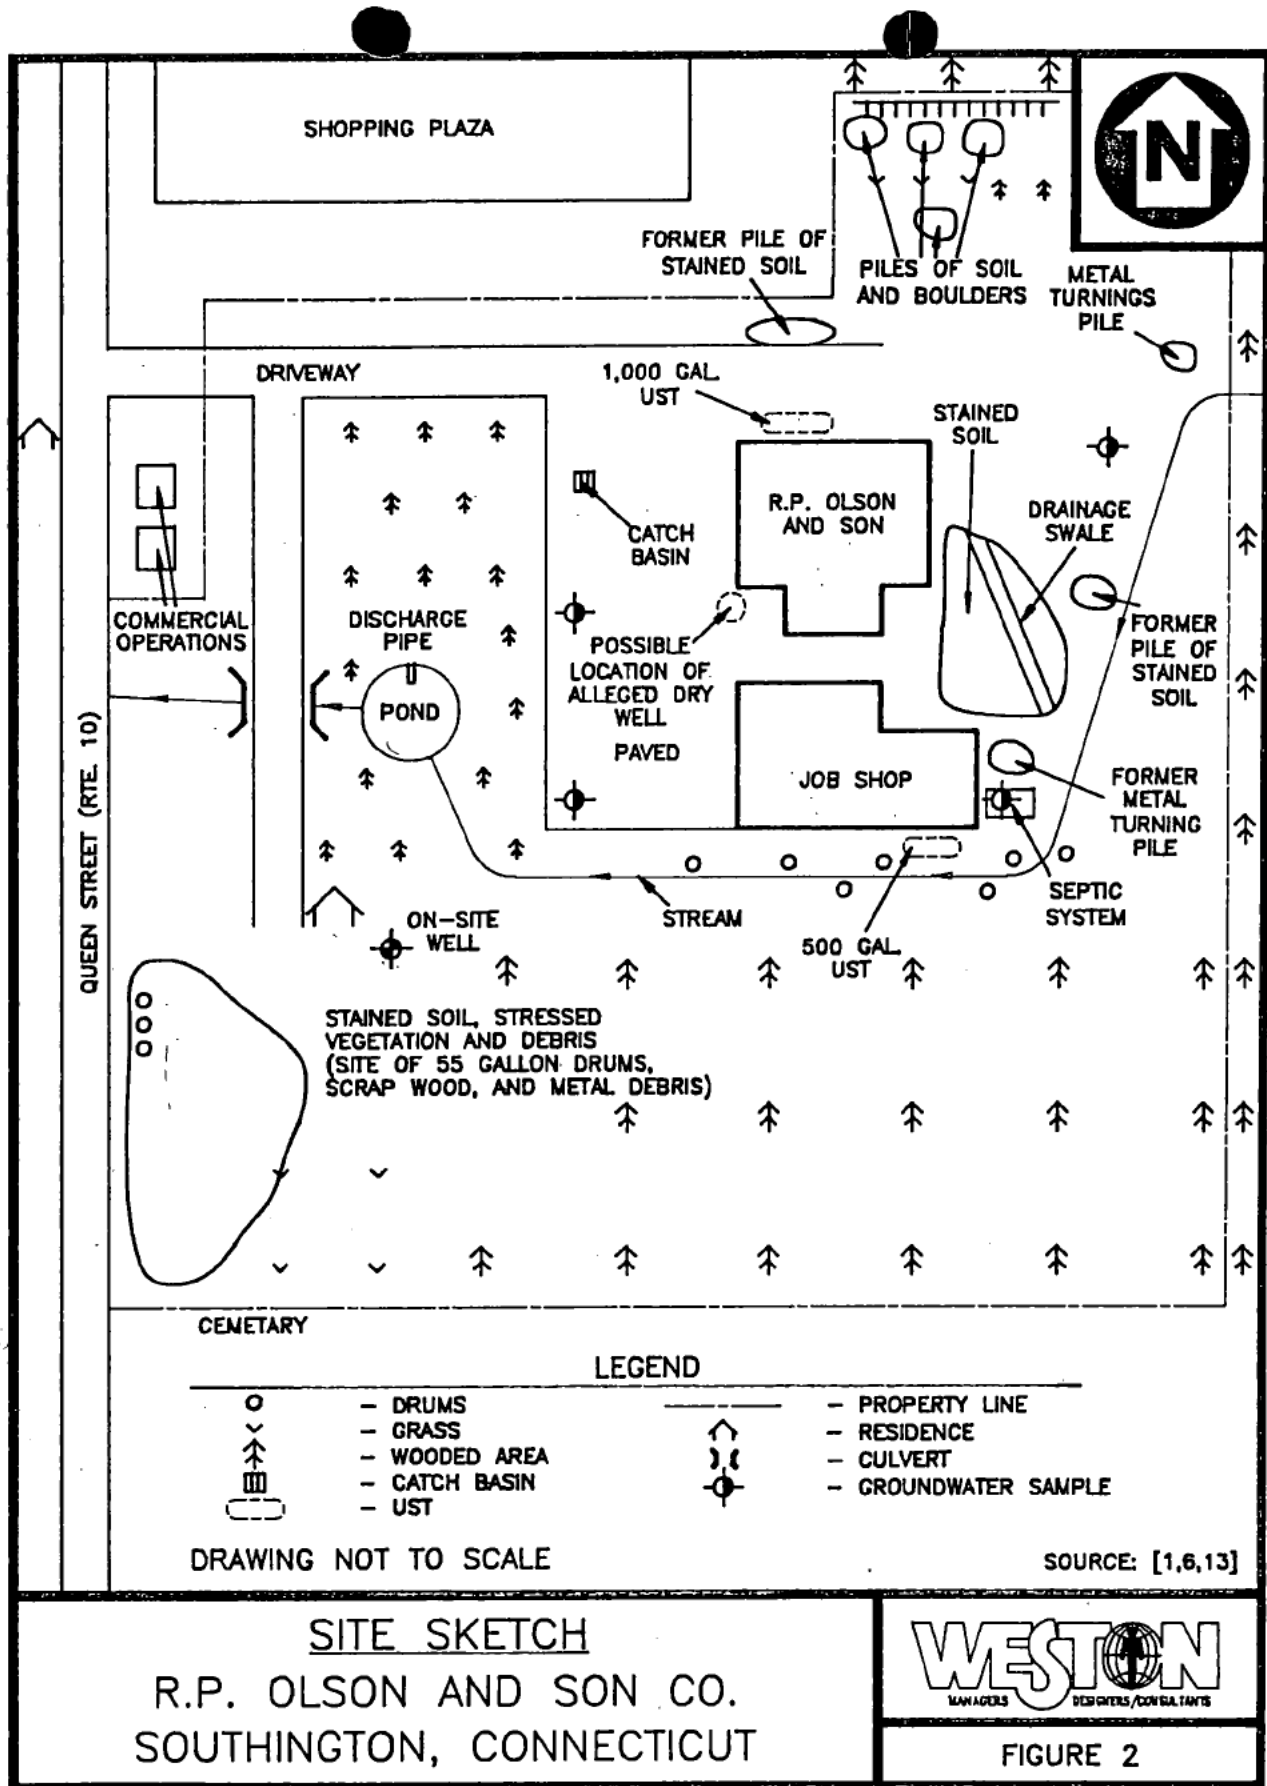 SHOPPING PLAZA
N
FORMER PILE OF
STAINED SOIL
PILES OF SOIL
AND BOULDERS
METAL
TURNINGS
PILE
DRIVEWAY
1,000 GAL.
UST
STAINED
SOIL
R.P. OLSON
AND SON
DRAINAGE
SWALE
CATCH
BASIN
COMMERCIAL
OPERATIONS
DISCHARGE
PIPE
POSSIBLE
LOCATION OF
ALLEGED DRY
WELL
FORMER
PILE OF
STAINED
SOIL
POND
PAVED
JOB SHOP
FORMER
METAL
TURNING
PILE
QUEEN STREET (RTE. 10)
SEPTIC
SYSTEM
STREAM
ON-SITE
WELL
500 GAL.
UST
STAINED SOIL, STRESSED
VEGETATION AND DEBRIS
(SITE OF 55 GALLON DRUMS,
SCRAP WOOD, AND METAL DEBRIS)
CEMETARY
LEGEND
- DRUMS
- GRASS
- WOODED AREA
- CATCH BASIN
- UST
- PROPERTY LINE
- RESIDENCE
- CULVERT
- GROUNDWATER SAMPLE
DRAWING NOT TO SCALE
SOURCE: [1,6,13]
SITE SKETCH
R.P. OLSON AND SON CO.
SOUTHINGTON, CONNECTICUT
WESTON
MANAGERS DESIGNERS/CONSULTANTS
FIGURE 2